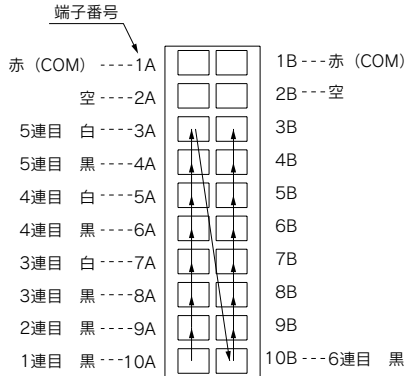 端子番号
赤（COM）----1A 1B---赤（COM）
空----2A 2B---空
5連目 白----3A 3B
5連目 黒----4A 4B
4連目 白----5A 5B
4連目 黒----6A 6B
3連目 白----7A 7B
3連目 黒----8A 8B
2連目 黒----9A 9B
1連目 黒---10A 10B---6連目 黒